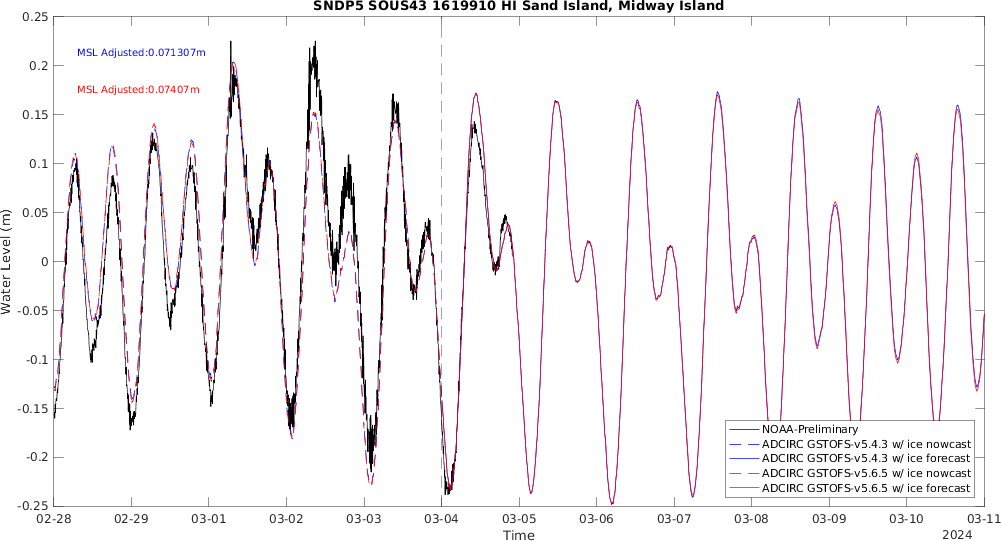 SNDP5 SOUS43 1619910 HI Sand Island, Midway Island
0.25
MSL Adjusted:0.071307m
0.2
MSL Adjusted:0.07407m
0.15
0.1
0.05
0
Water Level (m)
-0.05
-0.1
-0.15
-0.2
-0.25
NOAA-Preliminary
ADCIRC GSTOFS-v5.4.3 w/ ice nowcast
ADCIRC GSTOFS-v5.4.3 w/ ice forecast
ADCIRC GSTOFS-v5.6.5 w/ ice nowcast
ADCIRC GSTOFS-v5.6.5 w/ ice forecast
02-28 02-29 03-01 03-02 03-03 03-04 03-05 03-06 03-07 03-08 03-09 03-10 03-11
Time
2024